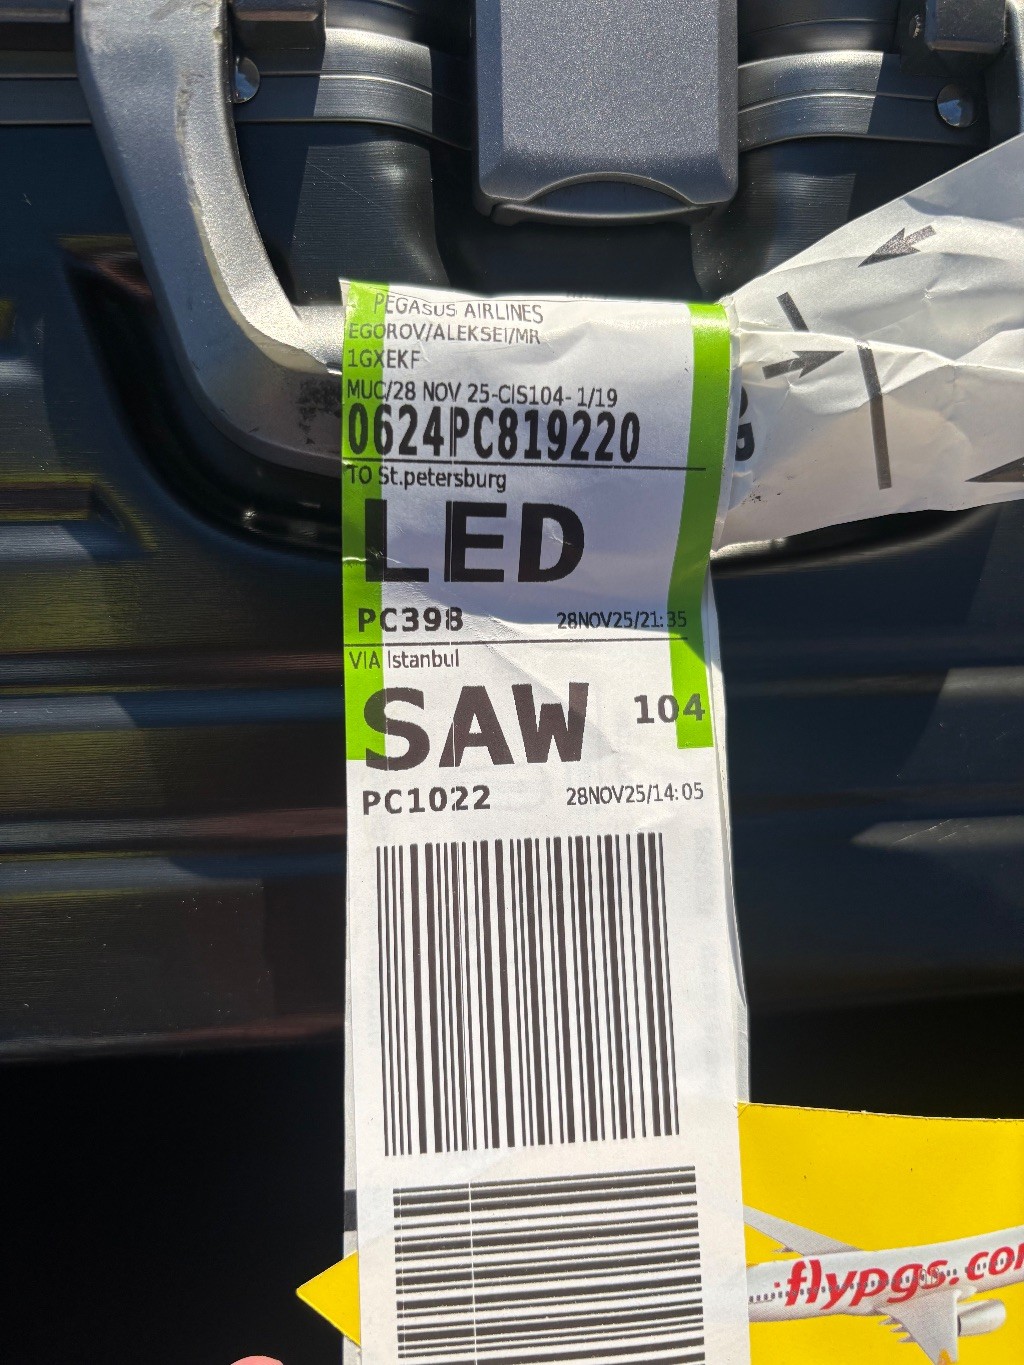 PEGASUS AIRLINES
EGOROV/ALEKSEI/MR
1GXEKF
MUC/28 NOV 25-CIS104- 1/19
0624PC819220
TO St.petersburg
LED
PC398 28NOV25/21:35
VIA Istanbul
SAW 104
PC1022 28NOV25/14:05
flypgs.com